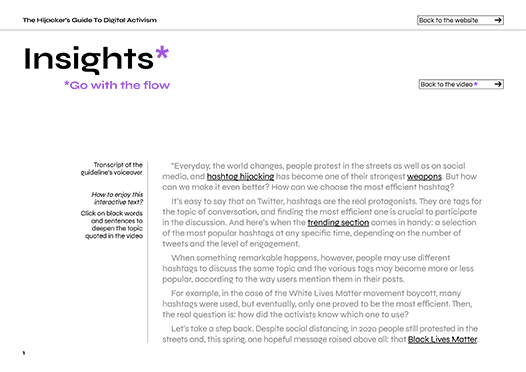 The Hijacker's Guide To Digital Activism
Back to the website →
Insights*
*Go with the flow
Back to the video* →
Transcript of the
guideline's voiceover
How to enjoy this
interactive text?
Click on black words
and sentences to
deepen the topic
quoted in the video
"Everyday, the world changes, people protest in the streets as well as on social
media, and hashtag hijacking has become one of their strongest weapons. But how
can we make it even better? How can we choose the most efficient hashtag?
It's easy to say that on Twitter, hashtags are the real protagonists. They are tags for
the topic of conversation, and finding the most efficient one is crucial to participate
in the discussion. And here's when the trending section comes in handy: a selection
of the most popular hashtags at any specific time, depending on the number of
tweets and the level of engagement.
When something remarkable happens, however, people may use different
hashtags to discuss the same topic and the various tags may become more or less
popular, according to the way users mention them in their posts.
For example, in the case of the White Lives Matter movement boycott, many
hashtags were used, but eventually, only one proved to be the most efficient. Then,
the real question is: how did the activists know which one to use?
Let's take a step back. Despite social distancing, in 2020 people still protested in the
streets and, this spring, one hopeful message raised above all: that Black Lives Matter.
1